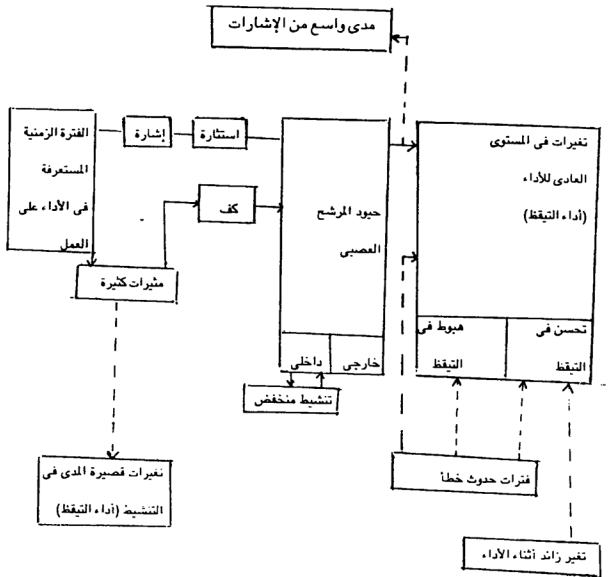 مدى واسع من الإشارات
الفترة الزمنية
المستعرفة
فى الأداء على
العمل
إشارة
استثارة
كف
مثيرات كثيرة
حيود المرشح
العصبى
داخلى
خارجى
تنشيط منخفض
تغيرات فى المستوى
العادى للأداء
(أداء التيقظ)
هبوط فى
التيقظ
تحسن فى
التيقظ
فترات حدوث خطأ
تغيرات قصيرة المدى فى
التنشيط (أداء التيقظ)
تغير زائد أثناء الأداء